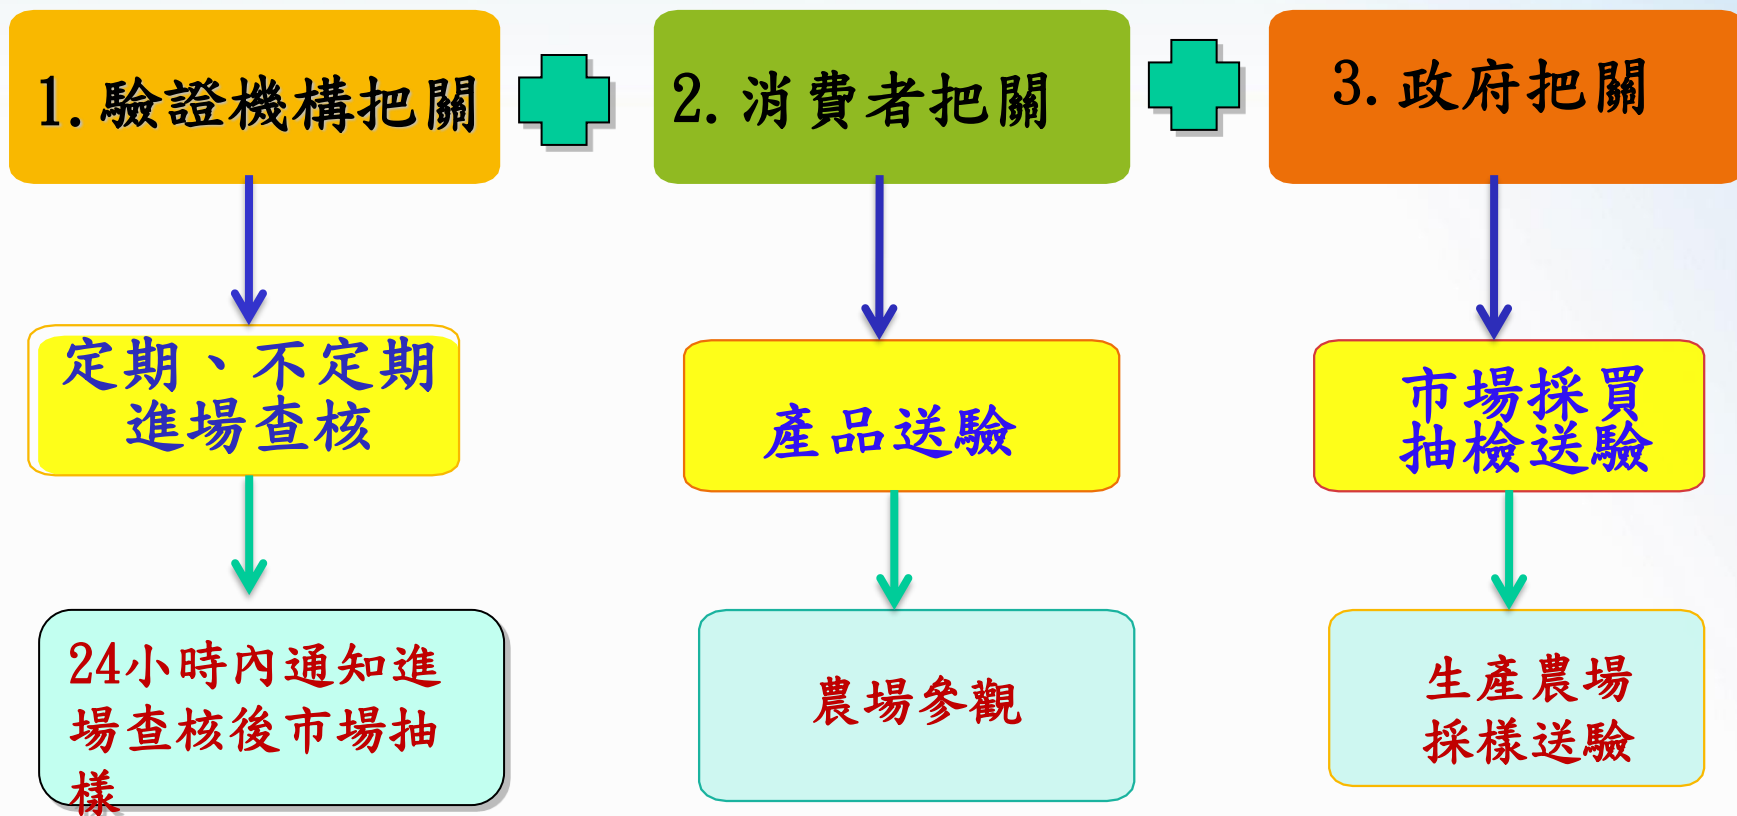 1.驗證機構把關
2.消費者把關
3.政府把關
定期、不定期
進場查核
產品送驗
市場採買
抽檢送驗
24小時內通知進
場查核後市場抽
樣
農場參觀
生產農場
採樣送驗